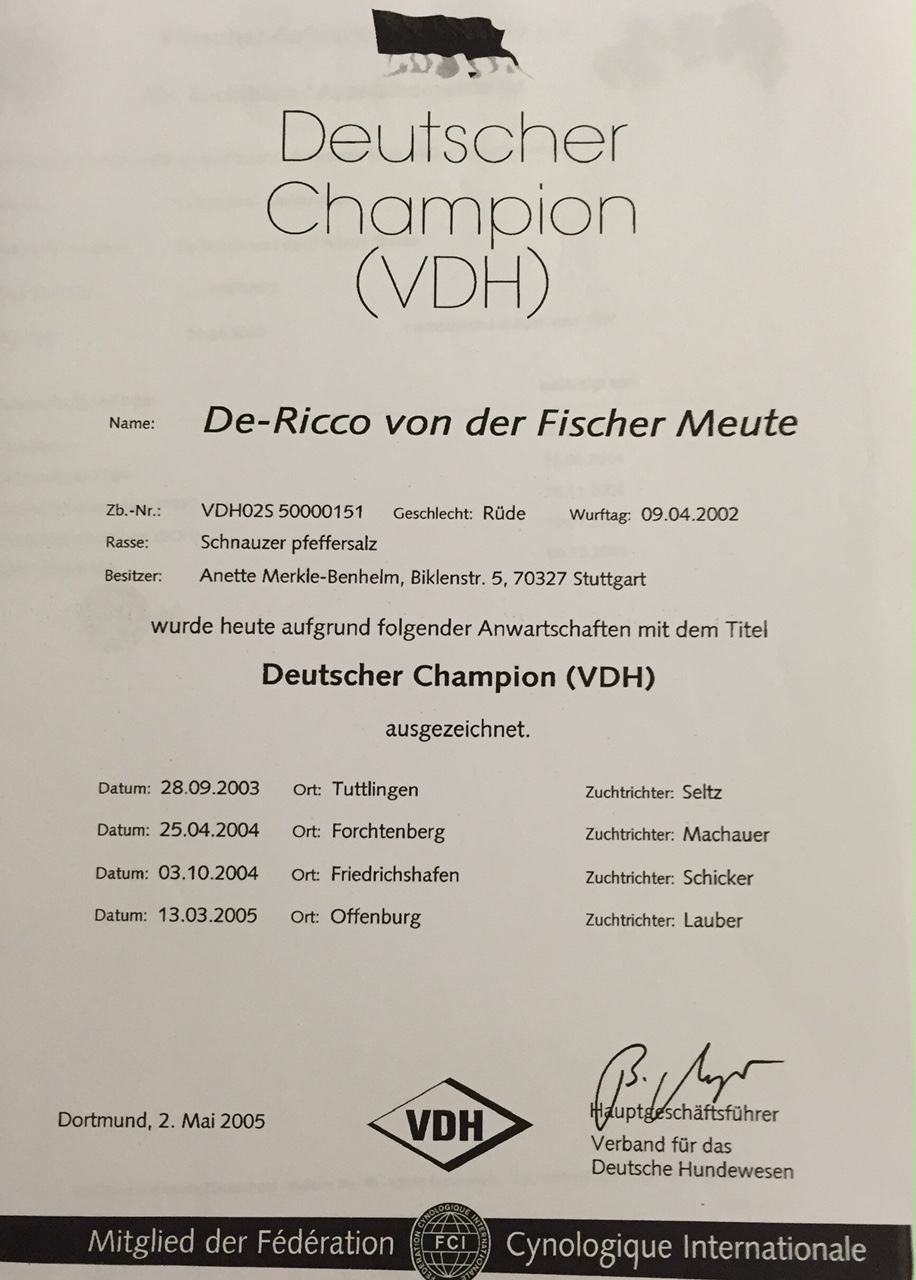 Deutscher
Champion
(VDH)
Name: De-Ricco von der Fischer Meute
Zb.-Nr.: VDH02S 50000151 Geschlecht: Rüde Wurftag: 09.04.2002
Rasse: Schnauzer pfeffersalz
Besitzer: Anette Merkle-Benhelm, Biklenstr. 5, 70327 Stuttgart
wurde heute aufgrund folgender Anwartschaften mit dem Titel
Deutscher Champion (VDH)
ausgezeichnet.
Datum: 28.09.2003 Ort: Tuttlingen Zuchtrichter: Seltz
Datum: 25.04.2004 Ort: Forchtenberg Zuchtrichter: Machauer
Datum: 03.10.2004 Ort: Friedrichshafen Zuchtrichter: Schicker
Datum: 13.03.2005 Ort: Offenburg Zuchtrichter: Lauber
Dortmund, 2. Mai 2005
VDH
Hauptgeschäftsführer
Verband für das
Deutsche Hundewesen
Mitglied der Fédération Cynologique Internationale
FEDERATION CYNOLOGIQUE INTERNATIONALE
FCI